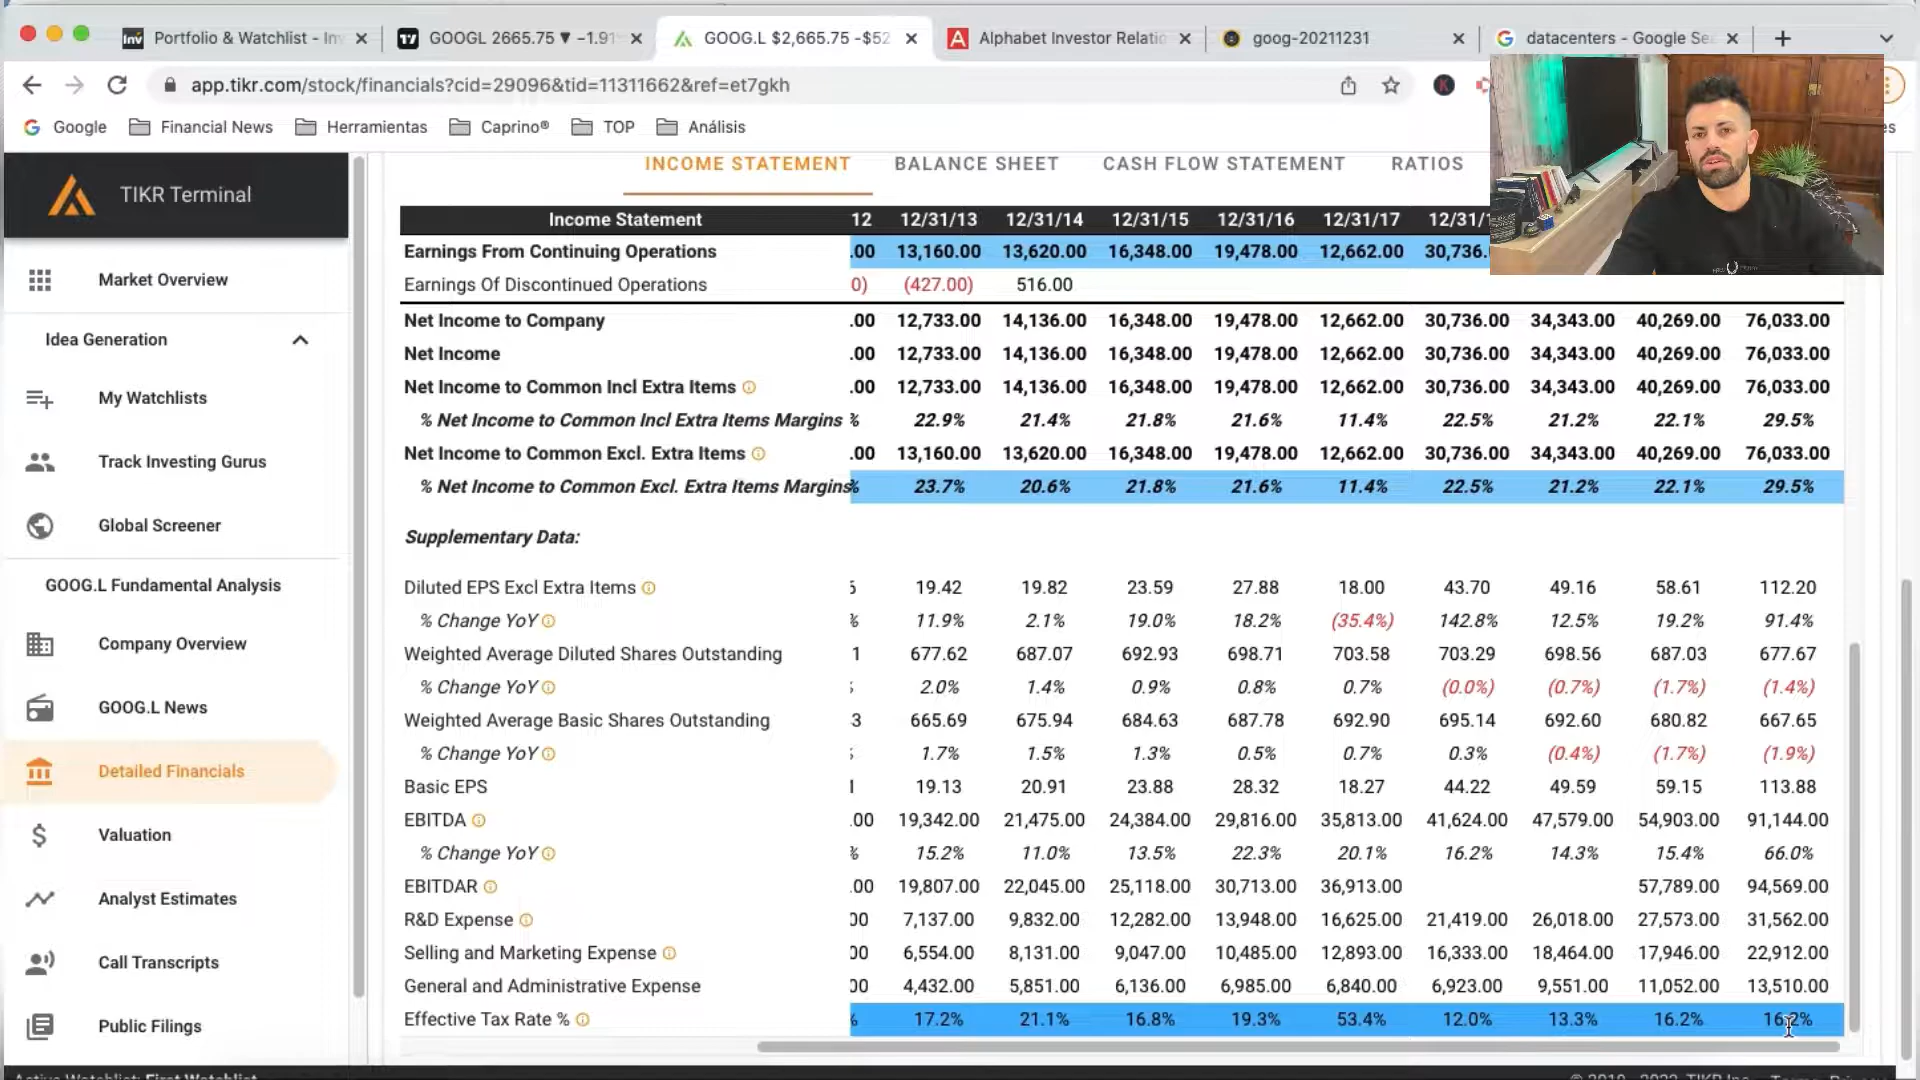 Portfolio & Watchlist - Inv
GOOGL 2665.75 ▼ −1.91
GOOG.L $2,665.75 -$52
Alphabet Investor Relatio
goog-20211231
datacenters - Google Se
app.tikr.com/stock/financials?cid=29096&tid=11311662&ref=et7gkh
Google Financial News Herramientas Caprino® TOP Análisis
TIKR Terminal
Market Overview
Idea Generation
My Watchlists
Track Investing Gurus
Global Screener
GOOG.L Fundamental Analysis
Company Overview
GOOG.L News
Detailed Financials
Valuation
Analyst Estimates
Call Transcripts
Public Filings
INCOME STATEMENT BALANCE SHEET CASH FLOW STATEMENT RATIOS
Income Statement 12 12/31/13 12/31/14 12/31/15 12/31/16 12/31/17 12/31/1
Earnings From Continuing Operations .00 13,160.00 13,620.00 16,348.00 19,478.00 12,662.00 30,736.
Earnings Of Discontinued Operations 0) (427.00) 516.00
Net Income to Company .00 12,733.00 14,136.00 16,348.00 19,478.00 12,662.00 30,736.00 34,343.00 40,269.00 76,033.00
Net Income .00 12,733.00 14,136.00 16,348.00 19,478.00 12,662.00 30,736.00 34,343.00 40,269.00 76,033.00
Net Income to Common Incl Extra Items .00 12,733.00 14,136.00 16,348.00 19,478.00 12,662.00 30,736.00 34,343.00 40,269.00 76,033.00
% Net Income to Common Incl Extra Items Margins % 22.9% 21.4% 21.8% 21.6% 11.4% 22.5% 21.2% 22.1% 29.5%
Net Income to Common Excl. Extra Items .00 13,160.00 13,620.00 16,348.00 19,478.00 12,662.00 30,736.00 34,343.00 40,269.00 76,033.00
% Net Income to Common Excl. Extra Items Margins % 23.7% 20.6% 21.8% 21.6% 11.4% 22.5% 21.2% 22.1% 29.5%
Supplementary Data:
Diluted EPS Excl Extra Items 19.42 19.82 23.59 27.88 18.00 43.70 49.16 58.61 112.20
% Change YoY % 11.9% 2.1% 19.0% 18.2% (35.4%) 142.8% 12.5% 19.2% 91.4%
Weighted Average Diluted Shares Outstanding 1 677.62 687.07 692.93 698.71 703.58 703.29 698.56 687.03 677.67
% Change YoY 2.0% 1.4% 0.9% 0.8% 0.7% (0.0%) (0.7%) (1.7%) (1.4%)
Weighted Average Basic Shares Outstanding 3 665.69 675.94 684.63 687.78 692.90 695.14 692.60 680.82 667.65
% Change YoY 1.7% 1.5% 1.3% 0.5% 0.7% 0.3% (0.4%) (1.7%) (1.9%)
Basic EPS 19.13 20.91 23.88 28.32 18.27 44.22 49.59 59.15 113.88
EBITDA .00 19,342.00 21,475.00 24,384.00 29,816.00 35,813.00 41,624.00 47,579.00 54,903.00 91,144.00
% Change YoY % 15.2% 11.0% 13.5% 22.3% 20.1% 16.2% 14.3% 15.4% 66.0%
EBITDAR .00 19,807.00 22,045.00 25,118.00 30,713.00 36,913.00 57,789.00 94,569.00
R&D Expense 00 7,137.00 9,832.00 12,282.00 13,948.00 16,625.00 21,419.00 26,018.00 27,573.00 31,562.00
Selling and Marketing Expense 00 6,554.00 8,131.00 9,047.00 10,485.00 12,893.00 16,333.00 18,464.00 17,946.00 22,912.00
General and Administrative Expense 00 4,432.00 5,851.00 6,136.00 6,985.00 6,840.00 6,923.00 9,551.00 11,052.00 13,510.00
Effective Tax Rate % % 17.2% 21.1% 16.8% 19.3% 53.4% 12.0% 13.3% 16.2% 16.2%